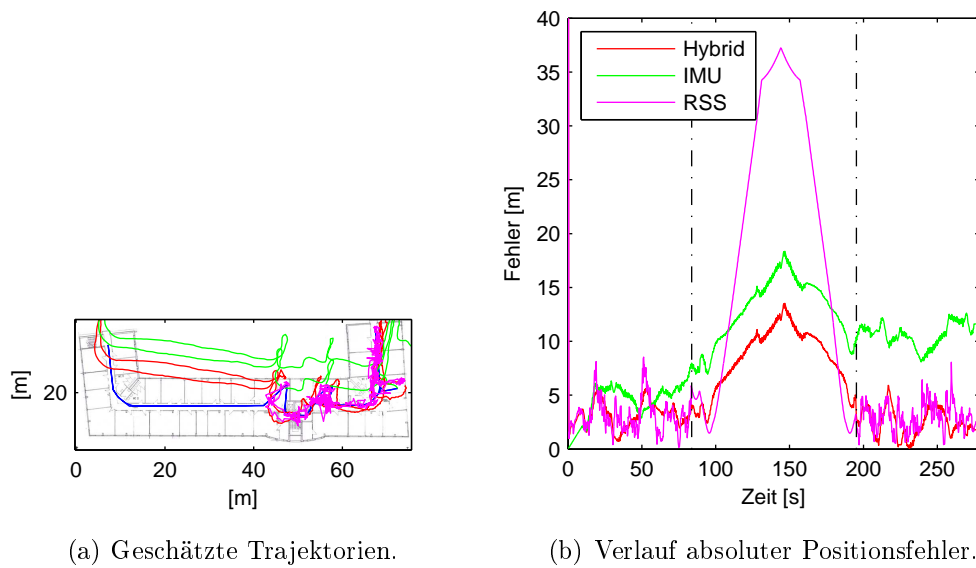 [m]
20
0
20
40
60
[m]
(a) Geschätzte Trajektorien.
Hybrid
IMU
RSS
Fehler [m]
40
35
30
25
20
15
10
5
0
0
50
100
150
200
250
Zeit [s]
(b) Verlauf absoluter Positionsfehler.